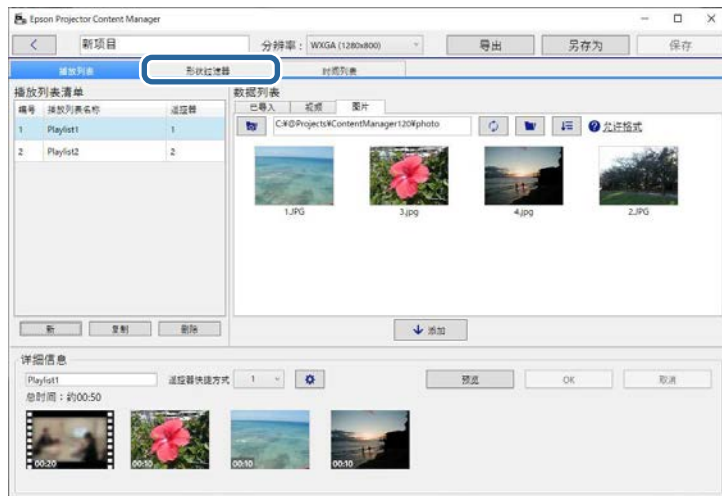 Epson Projector Content Manager
新项目
分辨率: WXGA (1280x800)
导出
另存为
保存
播放列表
形状过滤器
时间列表
播放列表清单
编号 播放列表名称 遥控器
1 Playlist1 1
2 Playlist2 2
新
复制
删除
数据列表
已导入 视频 图片
C:¥@Projects¥ContentManager120¥photo
允许格式
1.JPG
3.jpg
4.jpg
2.JPG
添加
详细信息
Playlist1
遥控器快捷方式 1
预览
OK
取消
总时间:约00:50
00:20
00:10
00:10
00:10